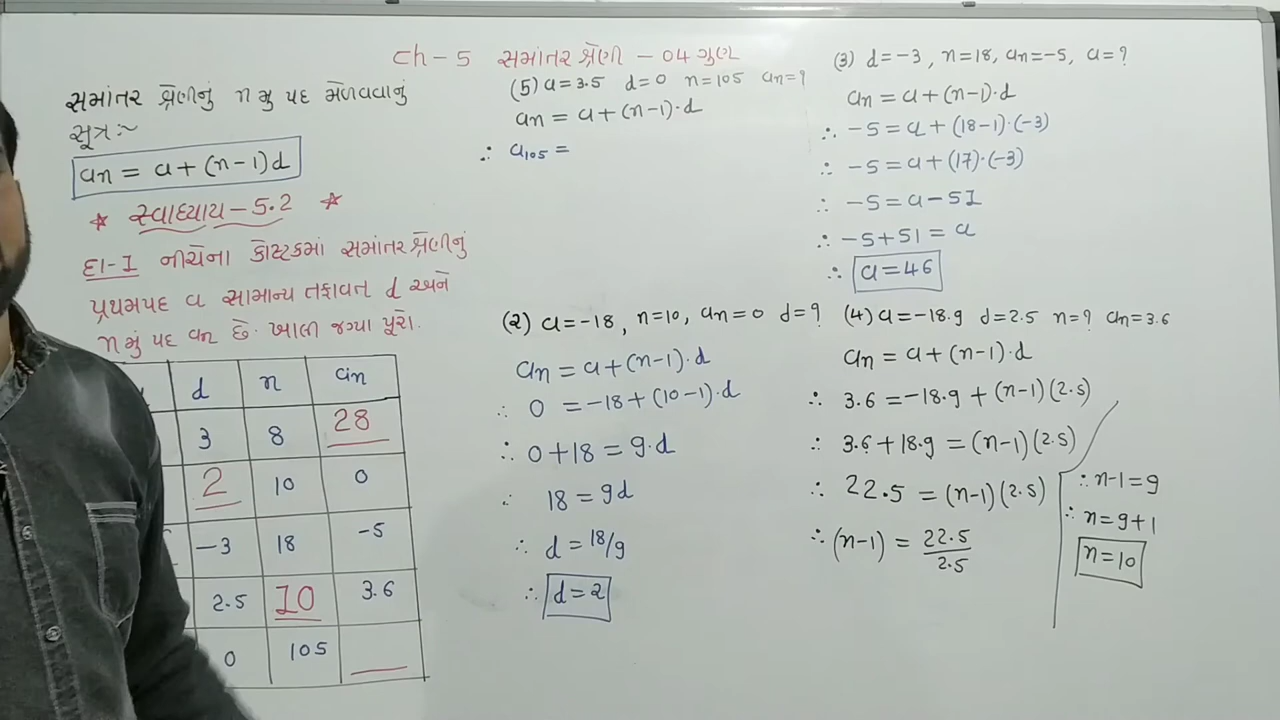 Ch-5 સમાંતર શ્રેણી - 04 ગુણ
સમાંતર શ્રેણીનું n મુ પદ મેળવવાનું
સૂત્ર:-
an = a + (n-1)d
* સ્વાધ્યાય - 5.2 *
દા-1 નીચેના કોષ્ટકમાં સમાંતર શ્રેણીનું
પ્રથમપદ a સામાન્ય તફાવત d અને
n મું પદ an છે. ખાલી જગ્યા પૂરો.
d n an
3 8 28
2 10 0
-3 18 -5
2.5 10 3.6
0 105
(5) a=3.5 d=0 n=105 an=?
an = a+(n-1)·d
∴ a105 =
(2) a=-18, n=10, an=0 d=?
an = a+(n-1)·d
∴ 0 = -18+(10-1)·d
∴ 0+18 = 9·d
∴ 18 = 9d
∴ d = 18/9
∴ d=2
(3) d=-3, n=18, an=-5, a=?
an = a+(n-1)·d
∴ -5 = a+(18-1)·(-3)
∴ -5 = a+(17)·(-3)
∴ -5 = a-51
∴ -5+51 = a
∴ a=46
(4) a=-18.9 d=2.5 n=? an=3.6
an = a+(n-1)·d
∴ 3.6 = -18.9 + (n-1)(2.5)
∴ 3.6+18.9 = (n-1)(2.5)
∴ 22.5 = (n-1)(2.5)
∴ (n-1) = 22.5
2.5
∴ n-1=9
∴ n=9+1
n=10